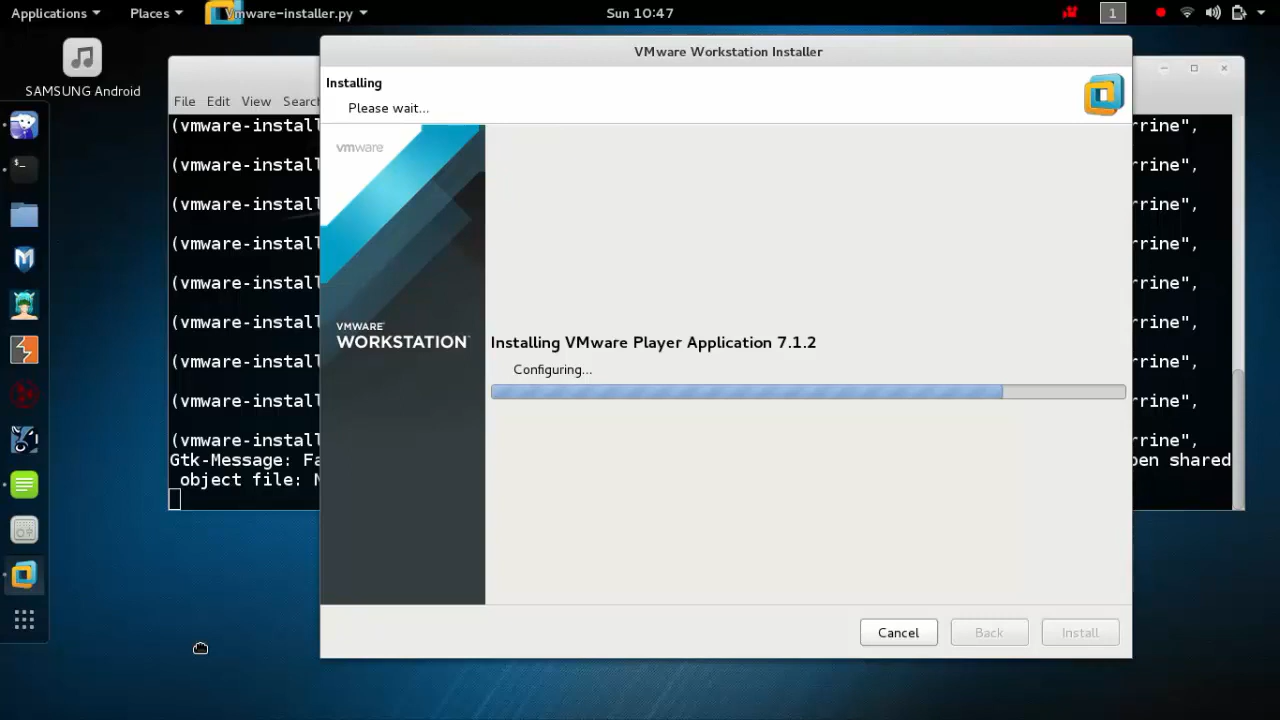 Applications Places Vmware-installer.py Sun 10:47 1
SAMSUNG Android
VMware Workstation Installer
File Edit View
Installing
Please wait...
vmware
(vmware-install rrine",
(vmware-install rrine",
(vmware-install rrine",
(vmware-install rrine",
(vmware-install rrine",
(vmware-install rrine",
VMWARE
WORKSTATION
Installing VMware Player Application 7.1.2
(vmware-install rrine",
Configuring...
(vmware-install rrine",
(vmware-install rrine",
Gtk-Message: shared
object file:
Cancel Back Install